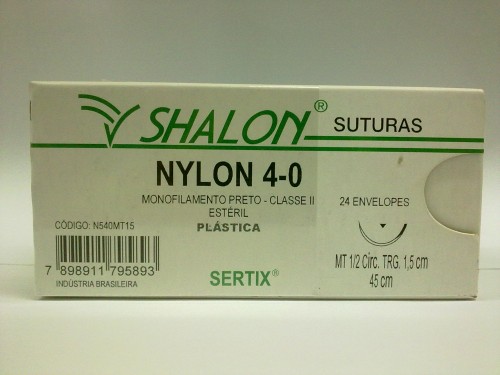 SHALON® SUTURAS
NYLON 4-0
MONOFILAMENTO PRETO - CLASSE II
ESTÉRIL
PLÁSTICA
24 ENVELOPES
CÓDIGO: N540MT15
MT 1/2 Círc. TRG. 1,5 cm
45 cm
7 898911 795893
INDÚSTRIA BRASILEIRA
SERTIX®